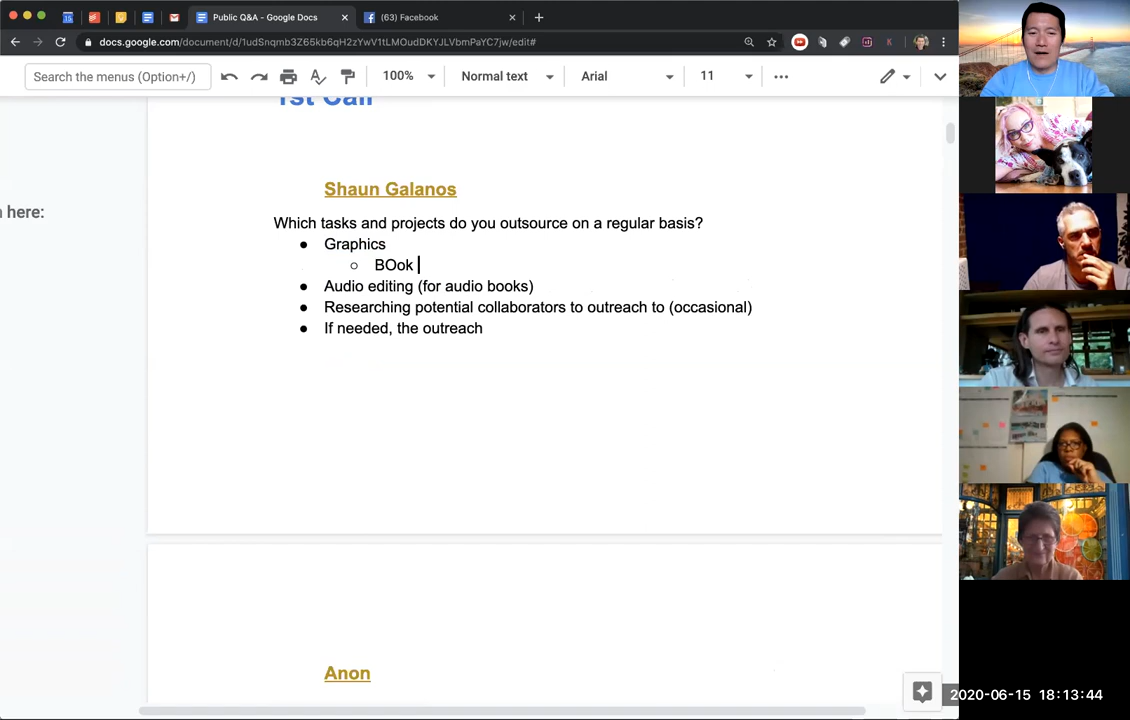 Public Q&A - Google Docs
(63) Facebook
docs.google.com/document/d/1udSnqmb3Z65kb6qH2zYwV1tLMOudDKYJLVbmPaYC7jw/edit#
Search the menus (Option+/)
100%
Normal text
Arial
11
1st Call
Shaun Galanos
n here:
Which tasks and projects do you outsource on a regular basis?
● Graphics
○ BOok
● Audio editing (for audio books)
● Researching potential collaborators to outreach to (occasional)
● If needed, the outreach
Anon
2020-06-15 18:13:44